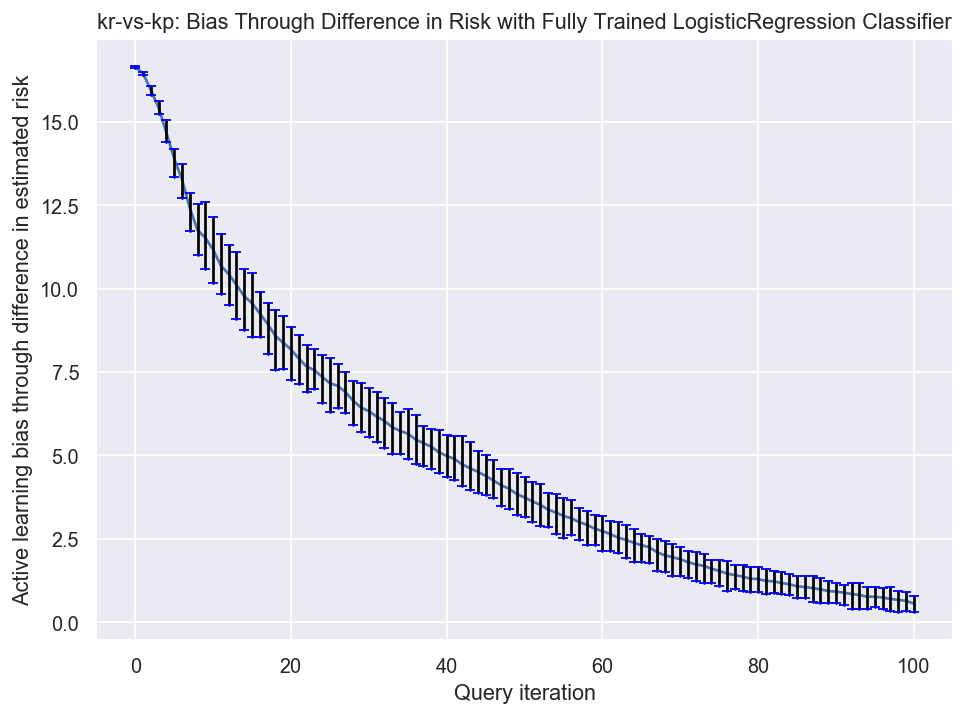 kr-vs-kp: Bias Through Difference in Risk with Fully Trained LogisticRegression Classifier
Active learning bias through difference in estimated risk
15.0
12.5
10.0
7.5
5.0
2.5
0.0
0 20 40 60 80 100
Query iteration